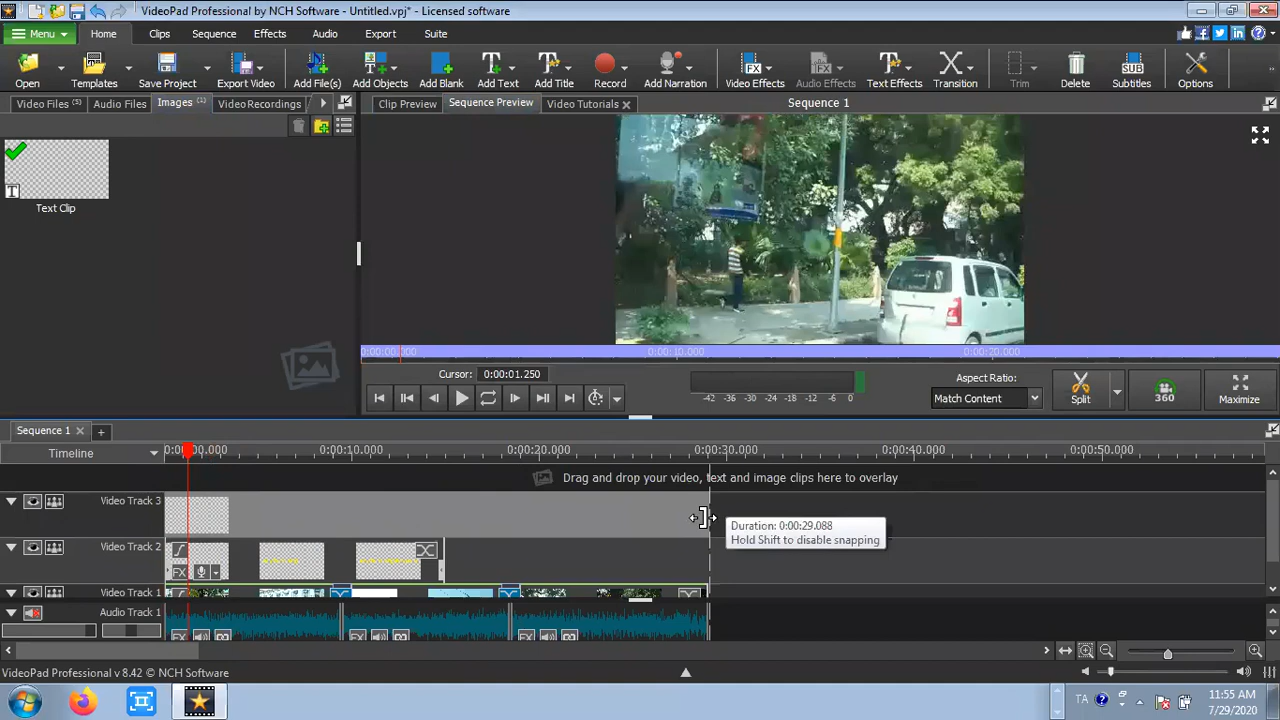 VideoPad Professional by NCH Software - Untitled.vpj* - Licensed software
Menu Home Clips Sequence Effects Audio Export Suite
Open Templates Save Project Export Video Add File(s) Add Objects Add Blank Add Text Add Title Record Add Narration Video Effects Audio Effects Text Effects Transition Trim Delete Subtitles Options
Video Files (3) Audio Files Images (1) Video Recordings
Clip Preview Sequence Preview Video Tutorials Sequence 1
Text Clip
0:00:10.000 0:00:20.000
Cursor: 0:00:01.250
-42 -36 -30 -24 -18 -12 -6 0
Aspect Ratio:
Match Content
Split
360
Maximize
Sequence 1
Timeline
0:00:10.000 0:00:20.000 0:00:30.000 0:00:40.000 0:00:50.000
Drag and drop your video, text and image clips here to overlay
Video Track 3
Duration: 0:00:29.088
Hold Shift to disable snapping
Video Track 2
FX
Video Track 1
Audio Track 1
FX FX FX
VideoPad Professional v 8.42 © NCH Software
TA
11:55 AM
7/29/2020